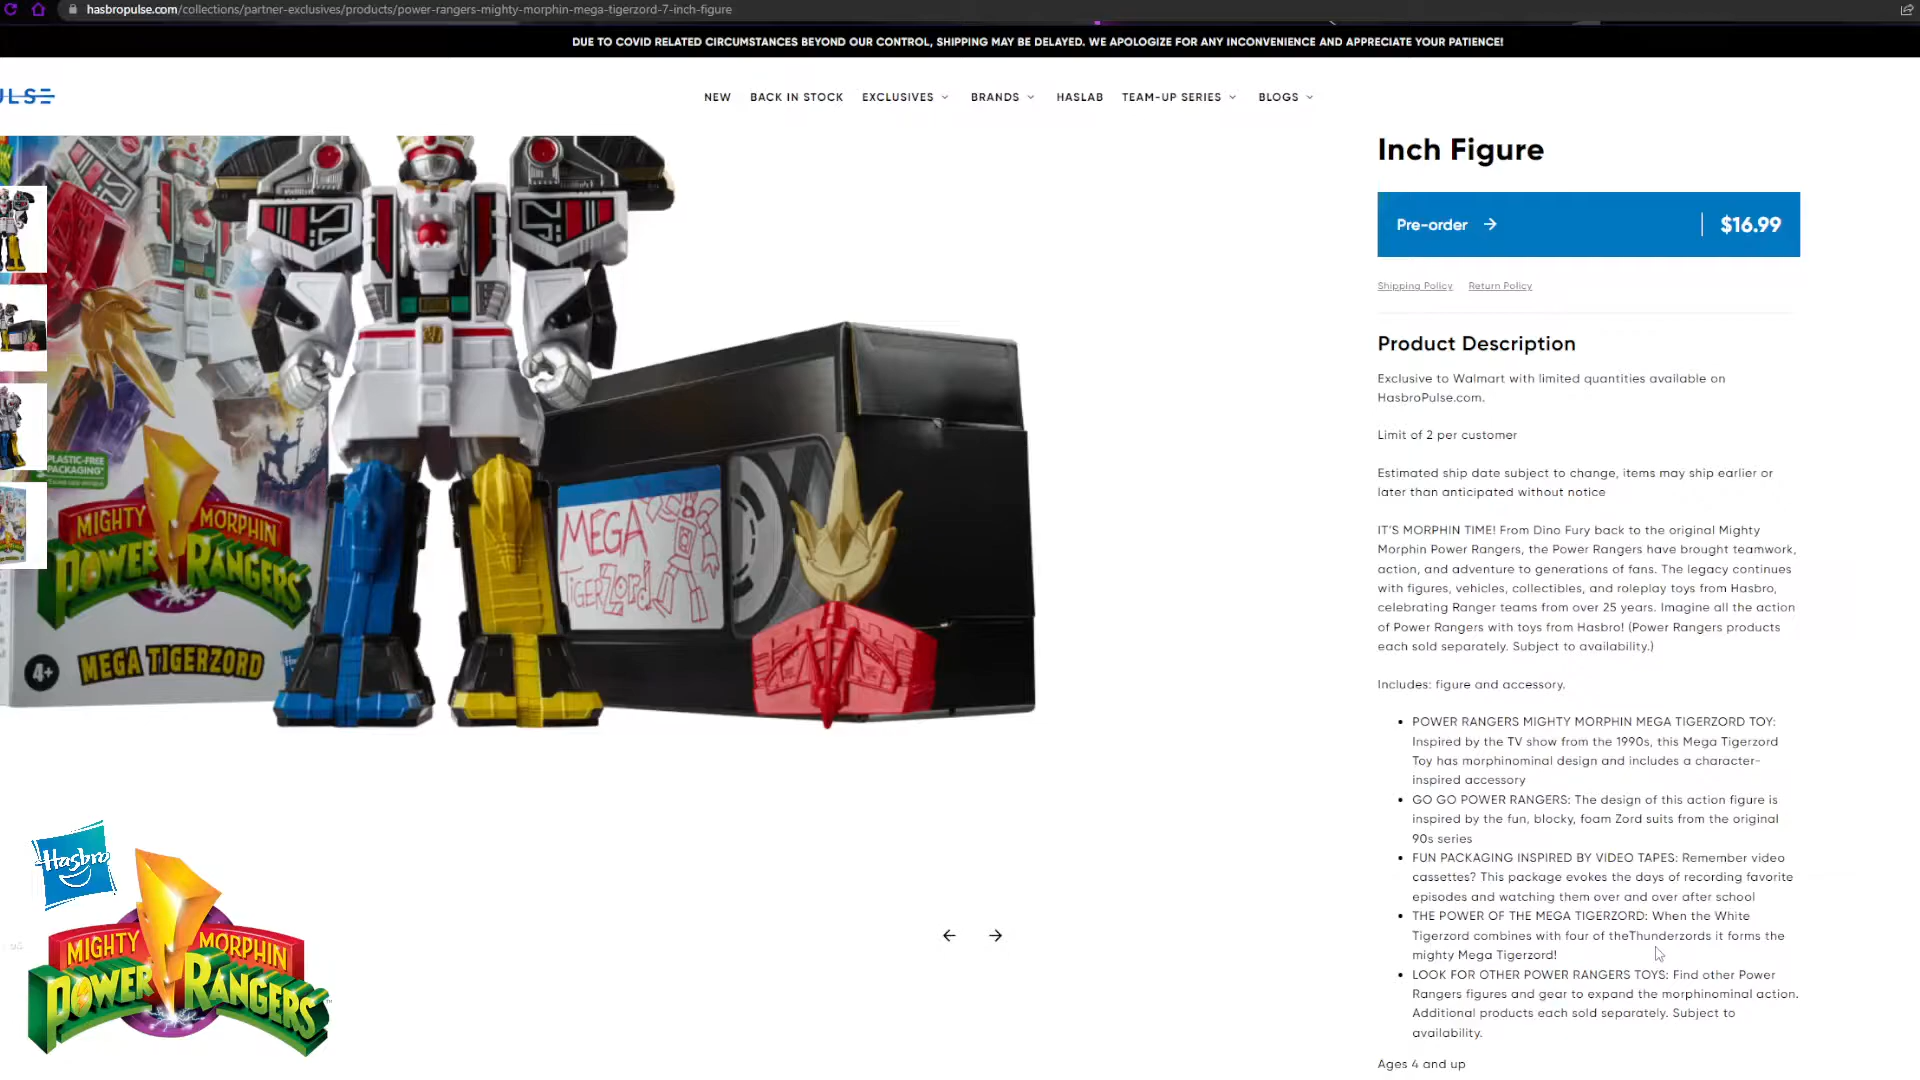 hasbropulse.com/collections/partner-exclusives/products/power-rangers-mighty-morphin-mega-tigerzord-7-inch-figure
DUE TO COVID RELATED CIRCUMSTANCES BEYOND OUR CONTROL, SHIPPING MAY BE DELAYED. WE APOLOGIZE FOR ANY INCONVENIENCE AND APPRECIATE YOUR PATIENCE!
ULSE
NEW BACK IN STOCK EXCLUSIVES BRANDS HASLAB TEAM-UP SERIES BLOGS
Inch Figure
Pre-order → $16.99
Shipping Policy Return Policy
Product Description
Exclusive to Walmart with limited quantities available on
HasbroPulse.com.
Limit of 2 per customer
Estimated ship date subject to change, items may ship earlier or
later than anticipated without notice
IT'S MORPHIN TIME! From Dino Fury back to the original Mighty
Morphin Power Rangers, the Power Rangers have brought teamwork,
action, and adventure to generations of fans. The legacy continues
with figures, vehicles, collectibles, and roleplay toys from Hasbro,
celebrating Ranger teams from over 25 years. Imagine all the action
of Power Rangers with toys from Hasbro! (Power Rangers products
each sold separately. Subject to availability.)
Includes: figure and accessory.
• POWER RANGERS MIGHTY MORPHIN MEGA TIGERZORD TOY:
Inspired by the TV show from the 1990s, this Mega Tigerzord
Toy has morphinominal design and includes a character-
inspired accessory
• GO GO POWER RANGERS: The design of this action figure is
inspired by the fun, blocky, foam Zord suits from the original
90s series
• FUN PACKAGING INSPIRED BY VIDEO TAPES: Remember video
cassettes? This package evokes the days of recording favorite
episodes and watching them over and over after school
• THE POWER OF THE MEGA TIGERZORD: When the White
Tigerzord combines with four of theThunderzords it forms the
mighty Mega Tigerzord!
• LOOK FOR OTHER POWER RANGERS TOYS: Find other Power
Rangers figures and gear to expand the morphinominal action.
Additional products each sold separately. Subject to
availability.
Ages 4 and up
PLASTIC-FREE
PACKAGING
MIGHTY MORPHIN
POWER RANGERS
4+ MEGA TIGERZORD
MEGA
TIGERZord
Hasbro
MIGHTY MORPHIN
POWER RANGERS